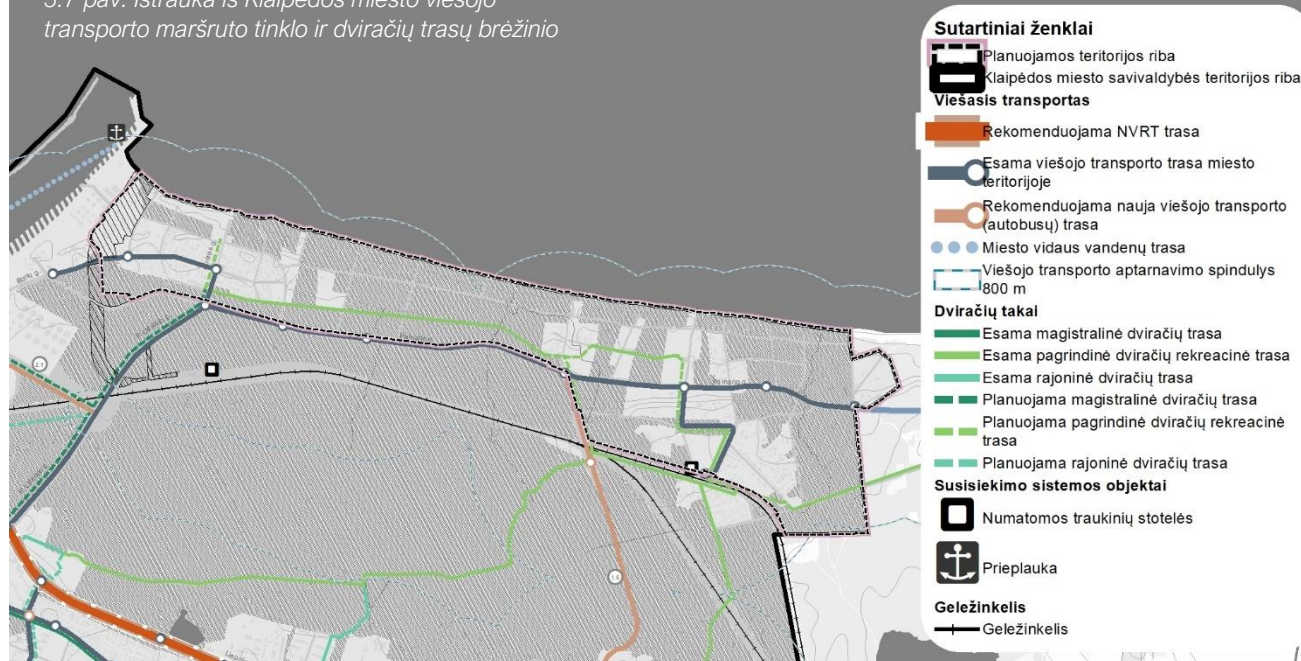 3.7 pav. Ištrauka iš Klaipėdos miesto viešojo
transporto maršruto tinklo ir dviračių trasų brėžinio
Sutartiniai ženklai
Planuojamos teritorijos riba
Klaipėdos miesto savivaldybės teritorijos riba
Viešasis transportas
Rekomenduojama NVRT trasa
Esama viešojo transporto trasa miesto
teritorijoje
Rekomenduojama nauja viešojo transporto
(autobusų) trasa
Miesto vidaus vandenų trasa
Viešojo transporto aptarnavimo spindulys
800 m
Dviračių takai
Esama magistralinė dviračių trasa
Esama pagrindinė dviračių rekreacinė trasa
Esama rajoninė dviračių trasa
Planuojama magistralinė dviračių trasa
Planuojama pagrindinė dviračių rekreacinė
trasa
Planuojama rajoninė dviračių trasa
Susisiekimo sistemos objektai
Numatomos traukinių stotelės
Prieplauka
Geležinkelis
Geležinkelis